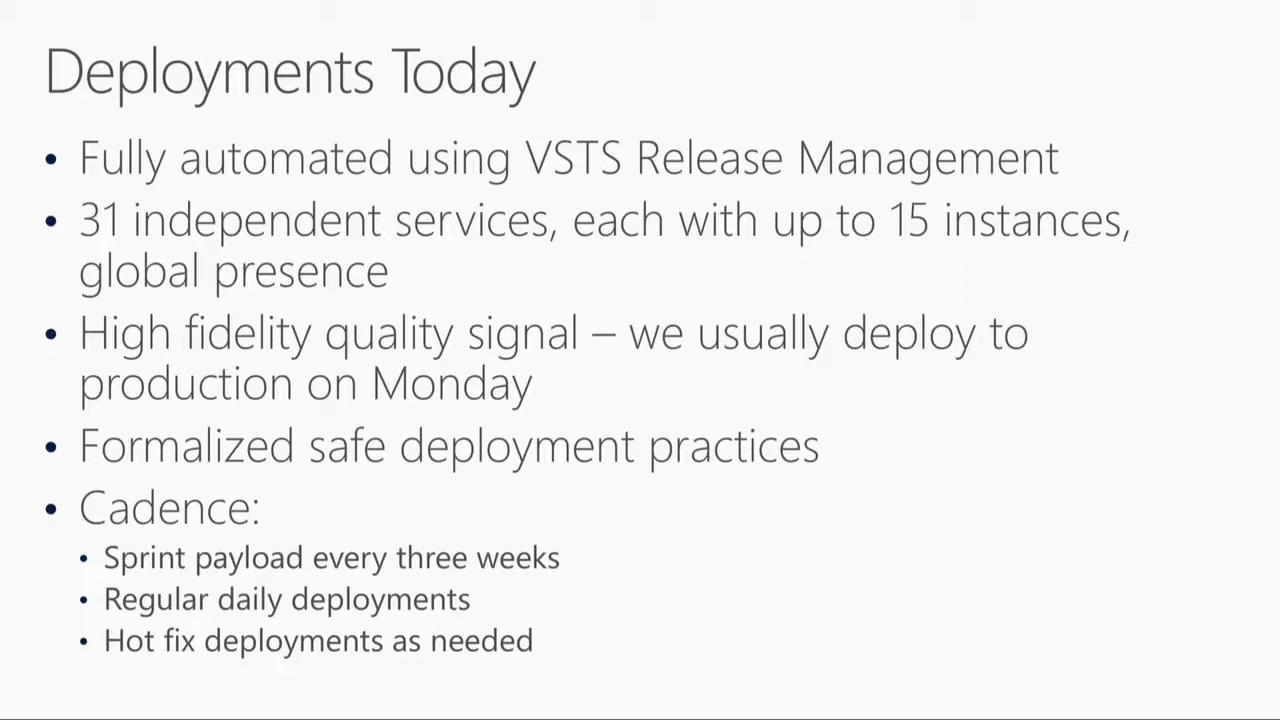 Deployments Today
• Fully automated using VSTS Release Management
• 31 independent services, each with up to 15 instances,
global presence
• High fidelity quality signal – we usually deploy to
production on Monday
• Formalized safe deployment practices
• Cadence:
• Sprint payload every three weeks
• Regular daily deployments
• Hot fix deployments as needed